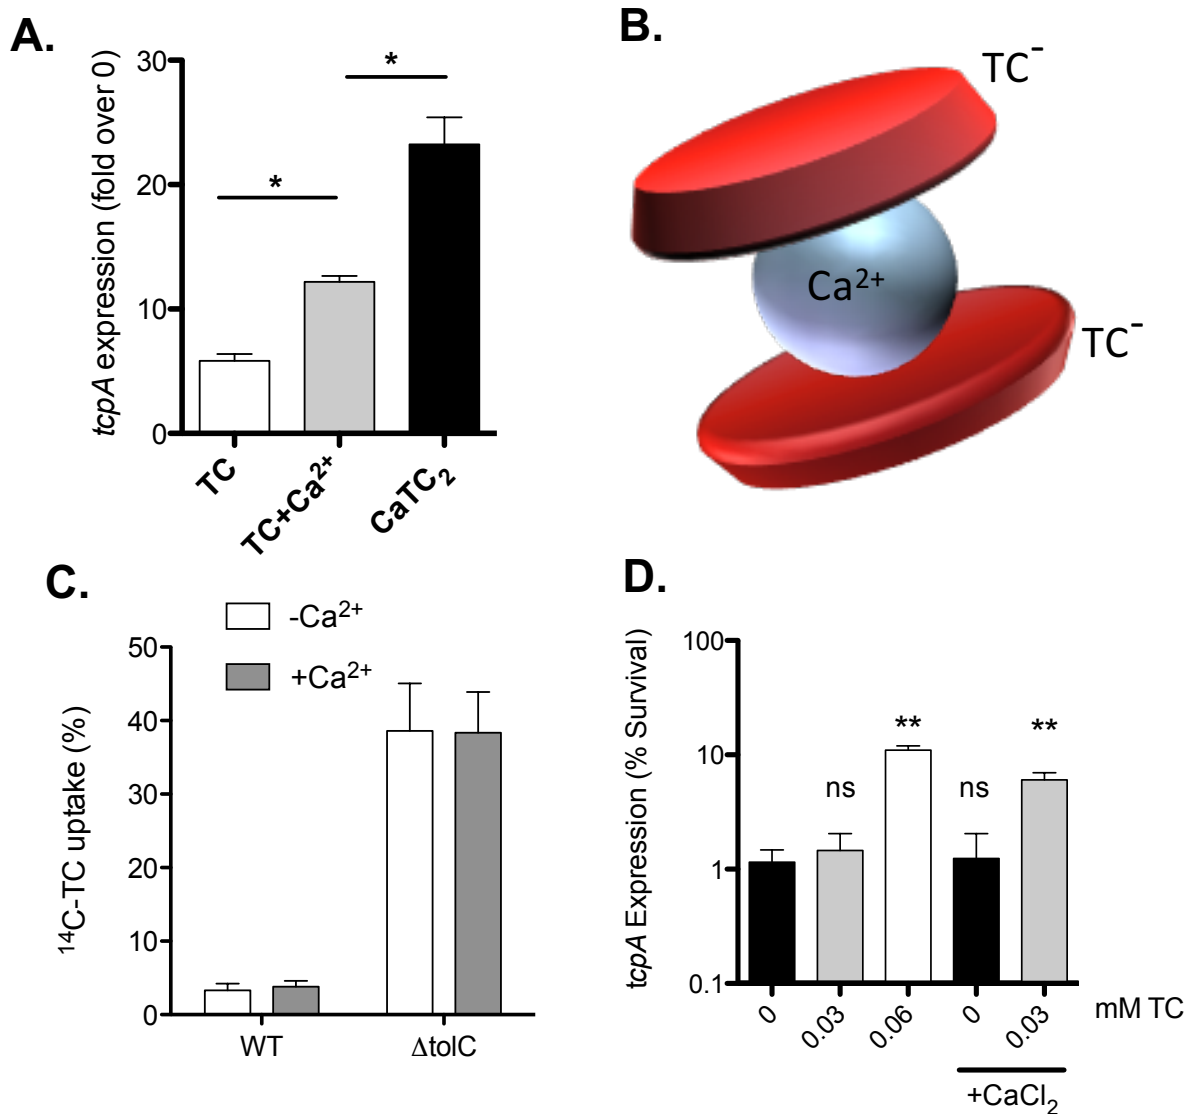 A.
tcpA expression (fold over 0)
30
20
10
0
*
*
TC
TC+Ca²⁺
CaTC₂
B.
TC⁻
Ca²⁺
TC⁻
C.
-Ca²⁺
+Ca²⁺
¹⁴C-TC uptake (%)
50
40
30
20
10
0
WT
ΔtolC
D.
tcpA Expression (% Survival)
100
10
1
0.1
ns
**
ns
**
0
0.03
0.06
0
0.03
mM TC
+CaCl₂